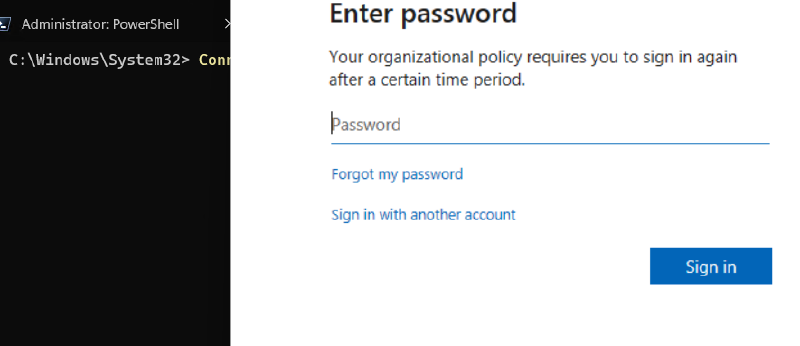 Administrator: PowerShell
C:\Windows\System32> Conn
Enter password
Your organizational policy requires you to sign in again
after a certain time period.
Password
Forgot my password
Sign in with another account
Sign in